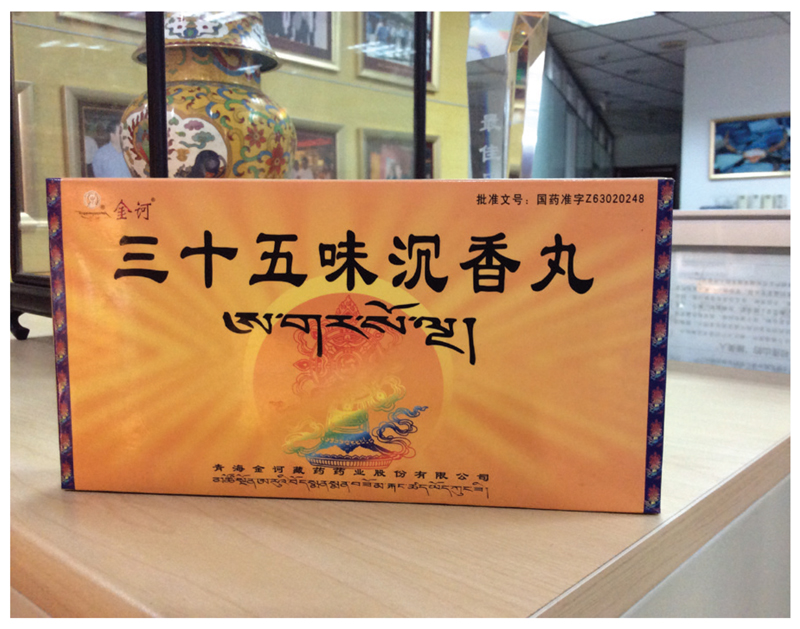 金诃®
批准文号：国药准字Z63020248
三十五味沉香丸
ཨ་གར་སོ་ལྔ།
青海金诃藏药药业股份有限公司
最佳